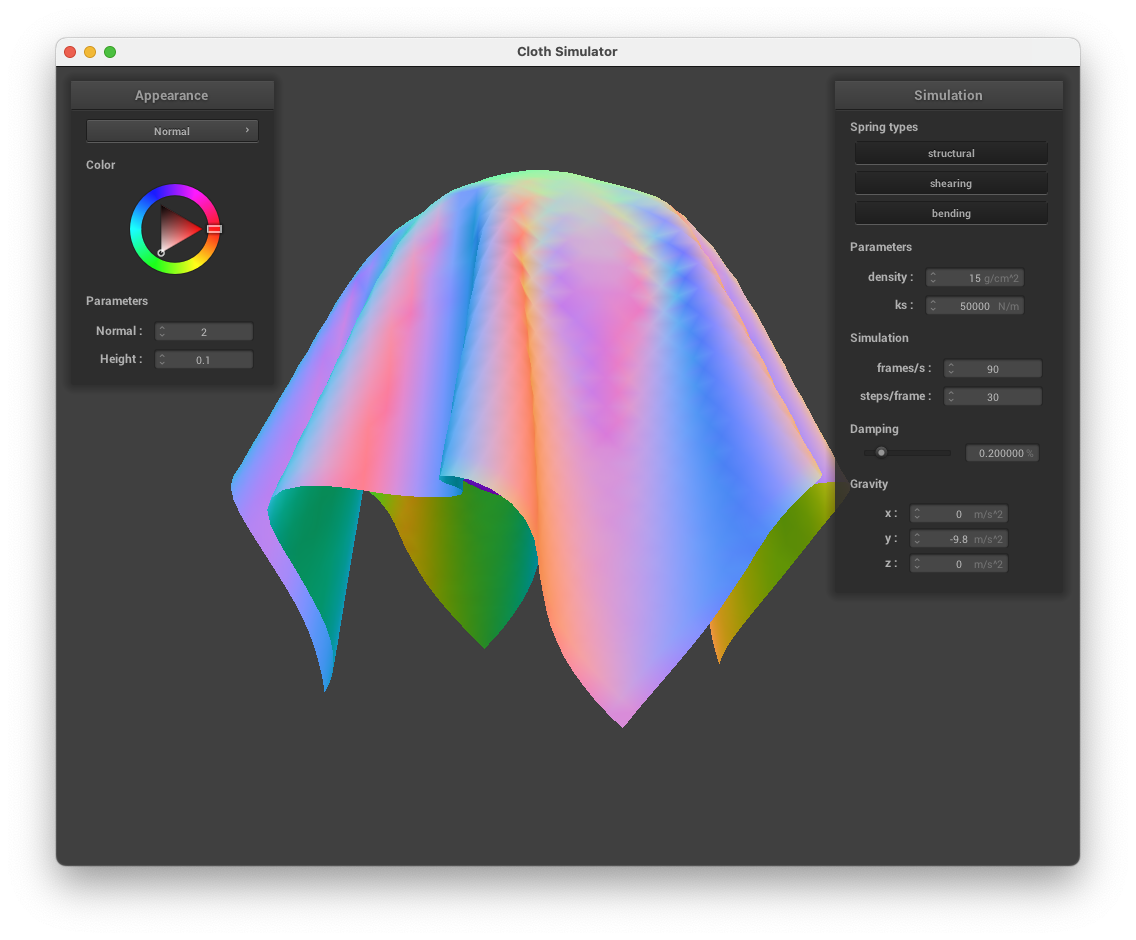 Cloth Simulator
Appearance
Normal ›
Color
Parameters
Normal : 2
Height : 0.1
Simulation
Spring types
structural
shearing
bending
Parameters
density : 15 g/cm^2
ks : 50000 N/m
Simulation
frames/s : 90
steps/frame : 30
Damping
0.200000 %
Gravity
x : 0 m/s^2
y : -9.8 m/s^2
z : 0 m/s^2